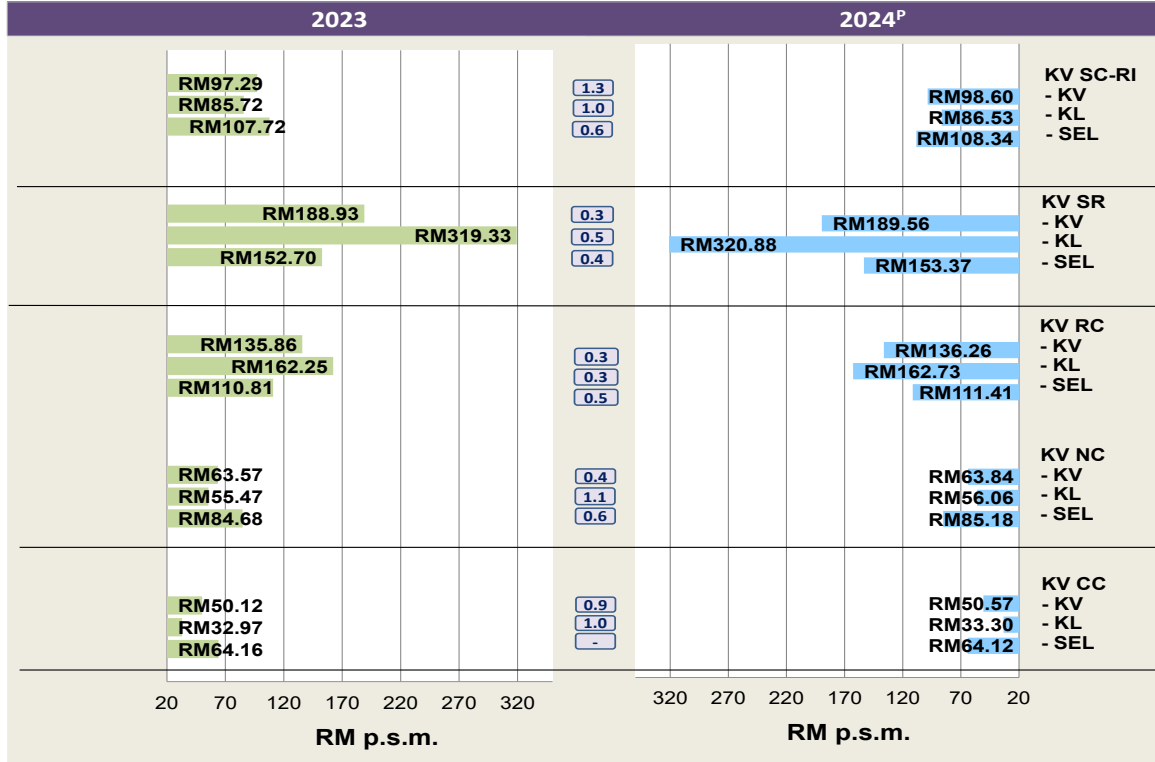 2023 2024ᴾ
KV SC-RI
RM97.29 1.3 RM98.60 - KV
RM85.72 1.0 RM86.53 - KL
RM107.72 0.6 RM108.34 - SEL
KV SR
RM188.93 0.3 RM189.56 - KV
RM319.33 0.5 RM320.88 - KL
RM152.70 0.4 RM153.37 - SEL
KV RC
RM135.86 0.3 RM136.26 - KV
RM162.25 0.3 RM162.73 - KL
RM110.81 0.5 RM111.41 - SEL
KV NC
RM63.57 0.4 RM63.84 - KV
RM55.47 1.1 RM56.06 - KL
RM84.68 0.6 RM85.18 - SEL
KV CC
RM50.12 0.9 RM50.57 - KV
RM32.97 1.0 RM33.30 - KL
RM64.16 - RM64.12 - SEL
20 70 120 170 220 270 320 320 270 220 170 120 70 20
RM p.s.m. RM p.s.m.